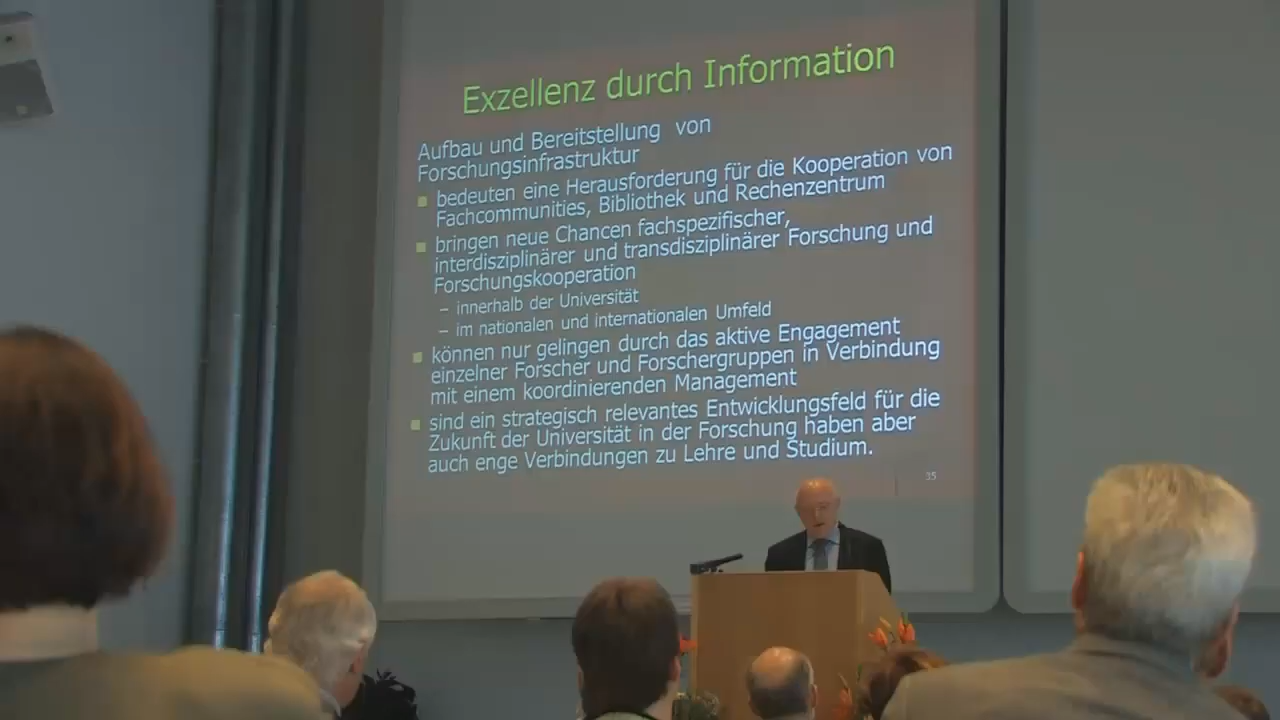 Exzellenz durch Information
Aufbau und Bereitstellung von
Forschungsinfrastruktur
bedeuten eine Herausforderung für die Kooperation von
Fachcommunities, Bibliothek und Rechenzentrum
bringen neue Chancen fachspezifischer,
interdisziplinärer und transdisziplinärer Forschung und
Forschungskooperation
– innerhalb der Universität
– im nationalen und internationalen Umfeld
können nur gelingen durch das aktive Engagement
einzelner Forscher und Forschergruppen in Verbindung
mit einem koordinierenden Management
sind ein strategisch relevantes Entwicklungsfeld für die
Zukunft der Universität in der Forschung haben aber
auch enge Verbindungen zu Lehre und Studium.
35